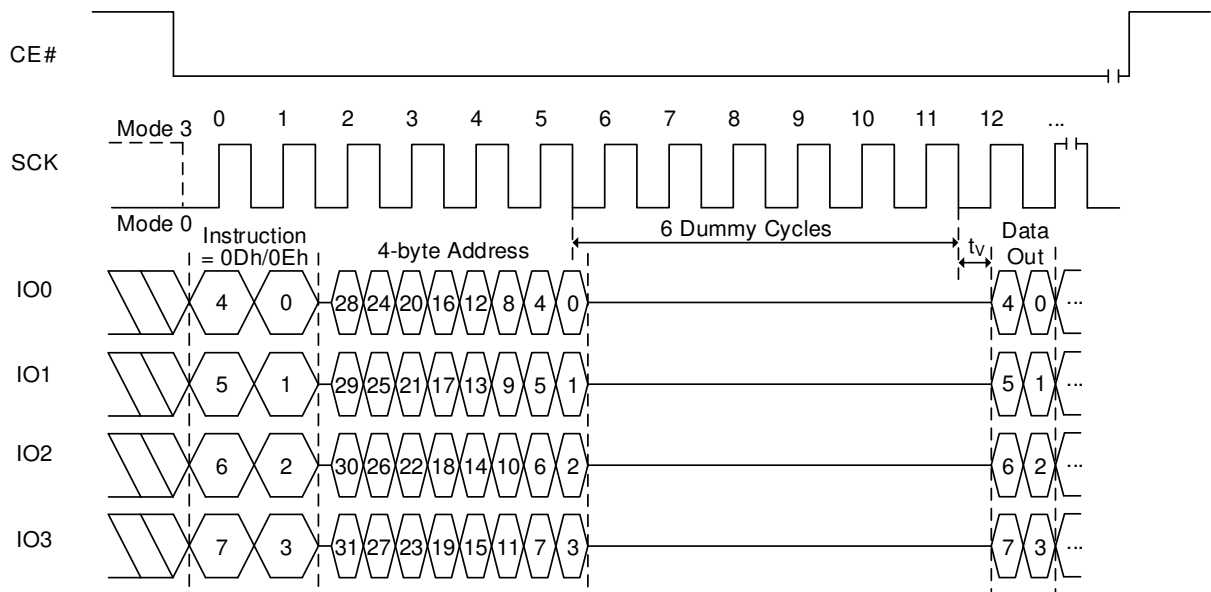 CE#
0 1 2 3 4 5 6 7 8 9 10 11 12 ...
Mode 3
SCK
Mode 0
Instruction
= 0Dh/0Eh
4-byte Address
6 Dummy Cycles
tV
Data
Out
IO0 4 0 28 24 20 16 12 8 4 0 4 0 ...
IO1 5 1 29 25 21 17 13 9 5 1 5 1 ...
IO2 6 2 30 26 22 18 14 10 6 2 6 2 ...
IO3 7 3 31 27 23 19 15 11 7 3 7 3 ...